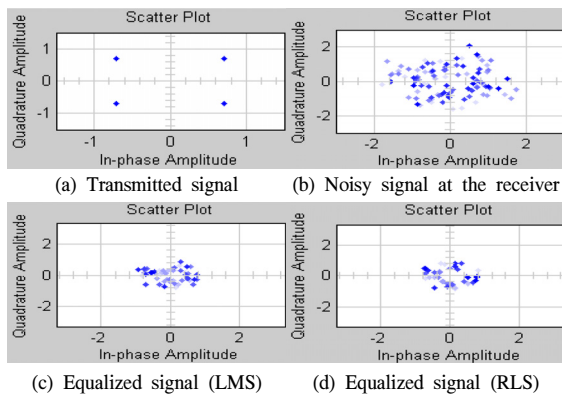 Scatter Plot
Quadrature Amplitude
1
0
-1
-1
0
1
In-phase Amplitude
(a) Transmitted signal
Scatter Plot
Quadrature Amplitude
2
0
-2
-2
0
2
In-phase Amplitude
(b) Noisy signal at the receiver
Scatter Plot
Quadrature Amplitude
2
0
-2
-2
0
2
In-phase Amplitude
(c) Equalized signal (LMS)
Scatter Plot
Quadrature Amplitude
2
0
-2
-2
0
2
In-phase Amplitude
(d) Equalized signal (RLS)